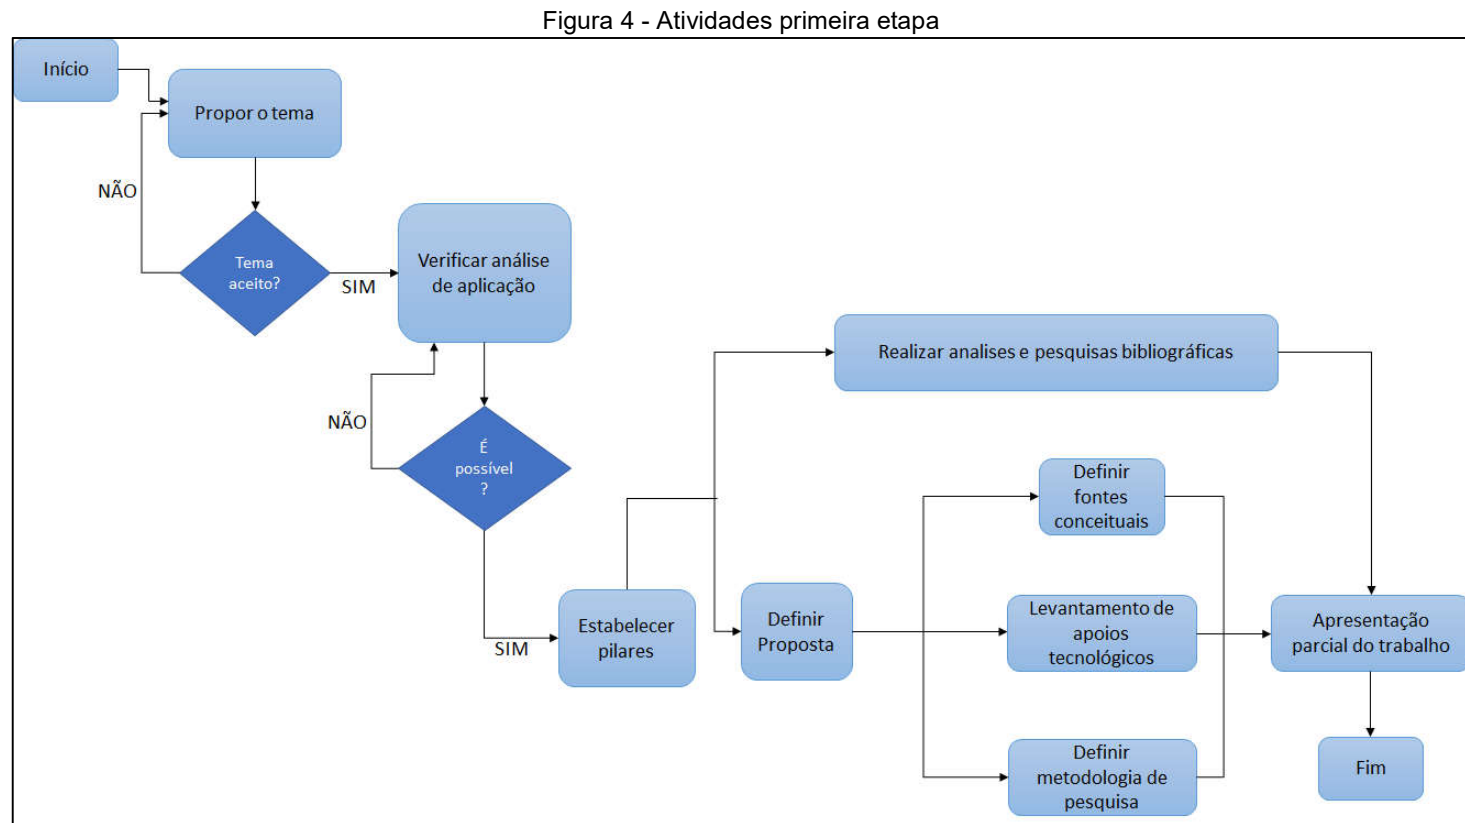 Figura 4 - Atividades primeira etapa
Início
Propor o tema
NÃO
Tema
aceito?
SIM
Verificar análise
de aplicação
NÃO
É
possível
?
SIM
Estabelecer
pilares
Realizar analises e pesquisas bibliográficas
Definir
Proposta
Definir
fontes
conceituais
Levantamento de
apoios
tecnológicos
Definir
metodologia de
pesquisa
Apresentação
parcial do trabalho
Fim